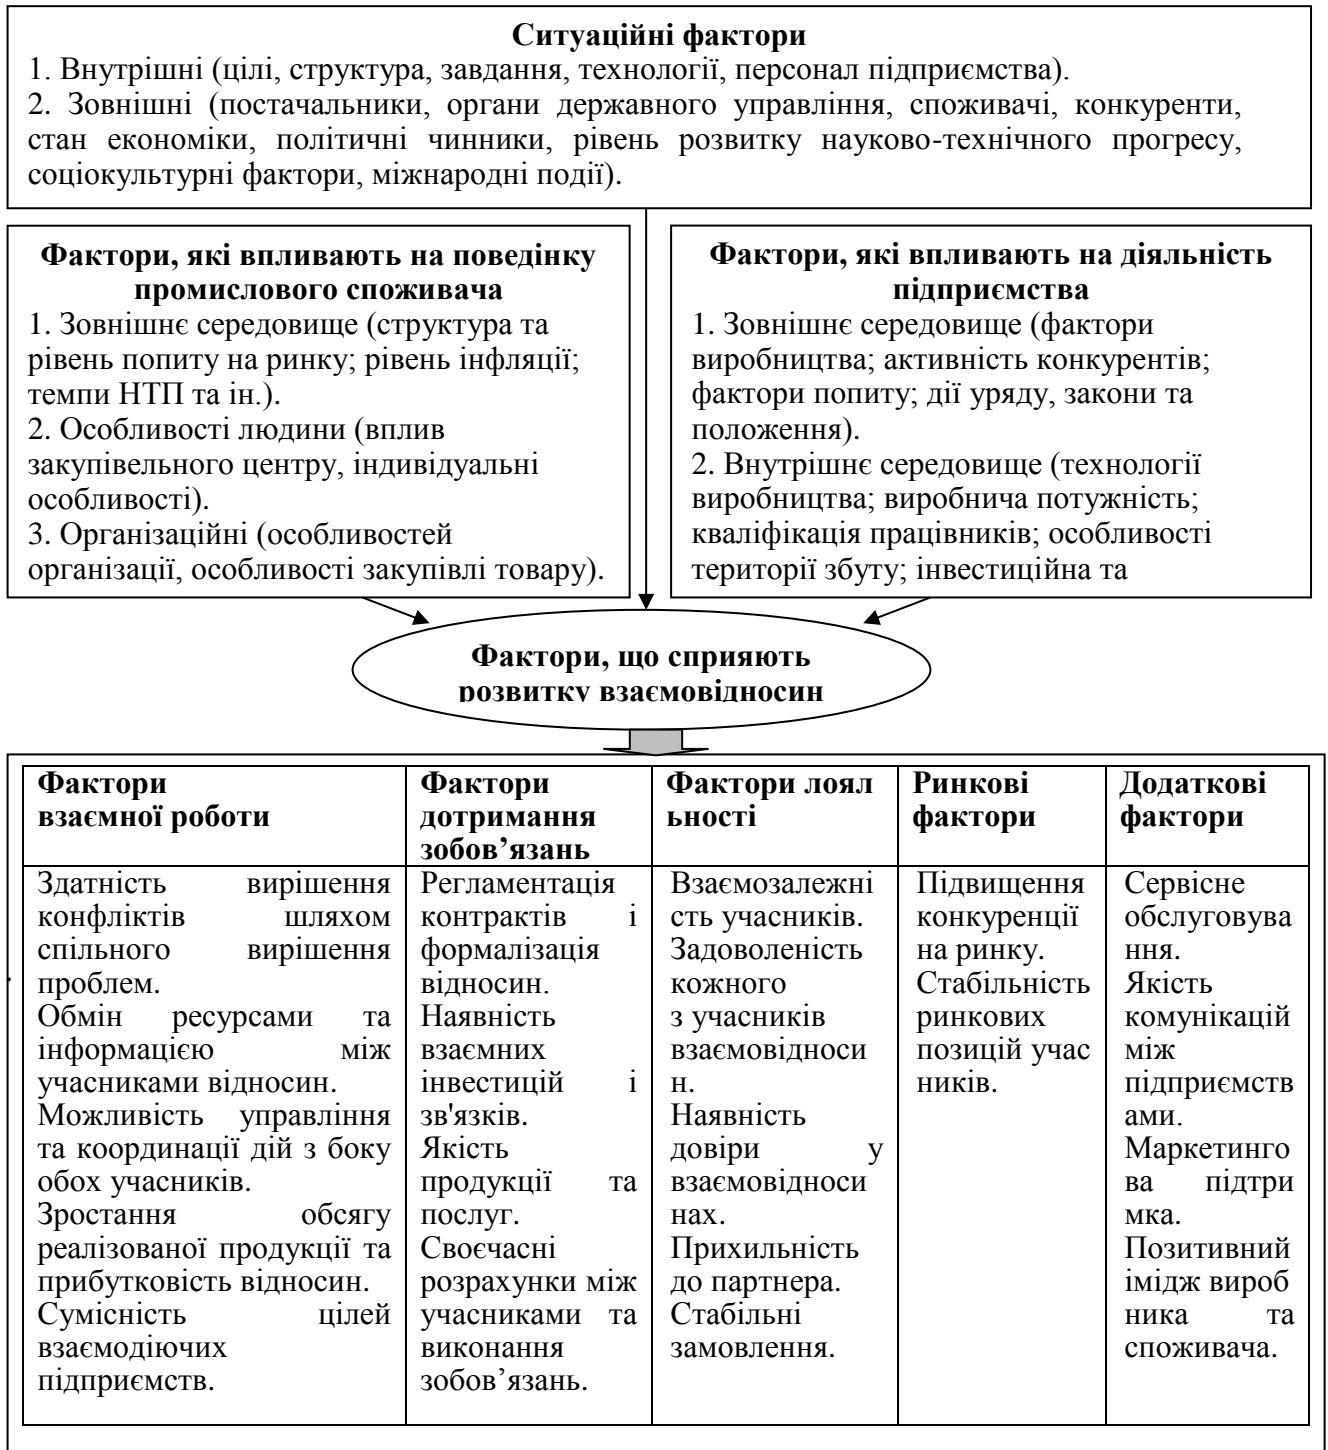 Ситуаційні фактори
1. Внутрішні (цілі, структура, завдання, технології, персонал підприємства).
2. Зовнішні (постачальники, органи державного управління, споживачі, конкуренти,
стан економіки, політичні чинники, рівень розвитку науково-технічного прогресу,
соціокультурні фактори, міжнародні події).
Фактори, які впливають на поведінку
промислового споживача
1. Зовнішнє середовище (структура та
рівень попиту на ринку; рівень інфляції;
темпи НТП та ін.).
2. Особливості людини (вплив
закупівельного центру, індивідуальні
особливості).
3. Організаційні (особливостей
організації, особливості закупівлі товару).
Фактори, які впливають на діяльність
підприємства
1. Зовнішнє середовище (фактори
виробництва; активність конкурентів;
фактори попиту; дії уряду, закони та
положення).
2. Внутрішнє середовище (технології
виробництва; виробнича потужність;
кваліфікація працівників; особливості
території збуту; інвестиційна та
Фактори, що сприяють
розвитку взаємовідносин
Фактори
взаємної роботи
Фактори
дотримання
зобов’язань
Фактори лоял
ьності
Ринкові
фактори
Додаткові
фактори
Здатність вирішення
конфліктів шляхом
спільного вирішення
проблем.
Обмін ресурсами та
інформацією між
учасниками відносин.
Можливість управління
та координації дій з боку
обох учасників.
Зростання обсягу
реалізованої продукції та
прибутковість відносин.
Сумісність цілей
взаємодіючих
підприємств.
Регламентація
контрактів і
формалізація
відносин.
Наявність
взаємних
інвестицій і
зв'язків.
Якість
продукції та
послуг.
Своєчасні
розрахунки між
учасниками та
виконання
зобов’язань.
Взаємозалежні
сть учасників.
Задоволеність
кожного
з учасників
взаємовідноси
н.
Наявність
довіри у
взаємовідноси
нах.
Прихильність
до партнера.
Стабільні
замовлення.
Підвищення
конкуренції
на ринку.
Стабільність
ринкових
позицій учас
ників.
Сервісне
обслуговува
ння.
Якість
комунікацій
між
підприємств
ами.
Маркетинго
ва підтри
мка.
Позитивний
імідж вироб
ника та
споживача.